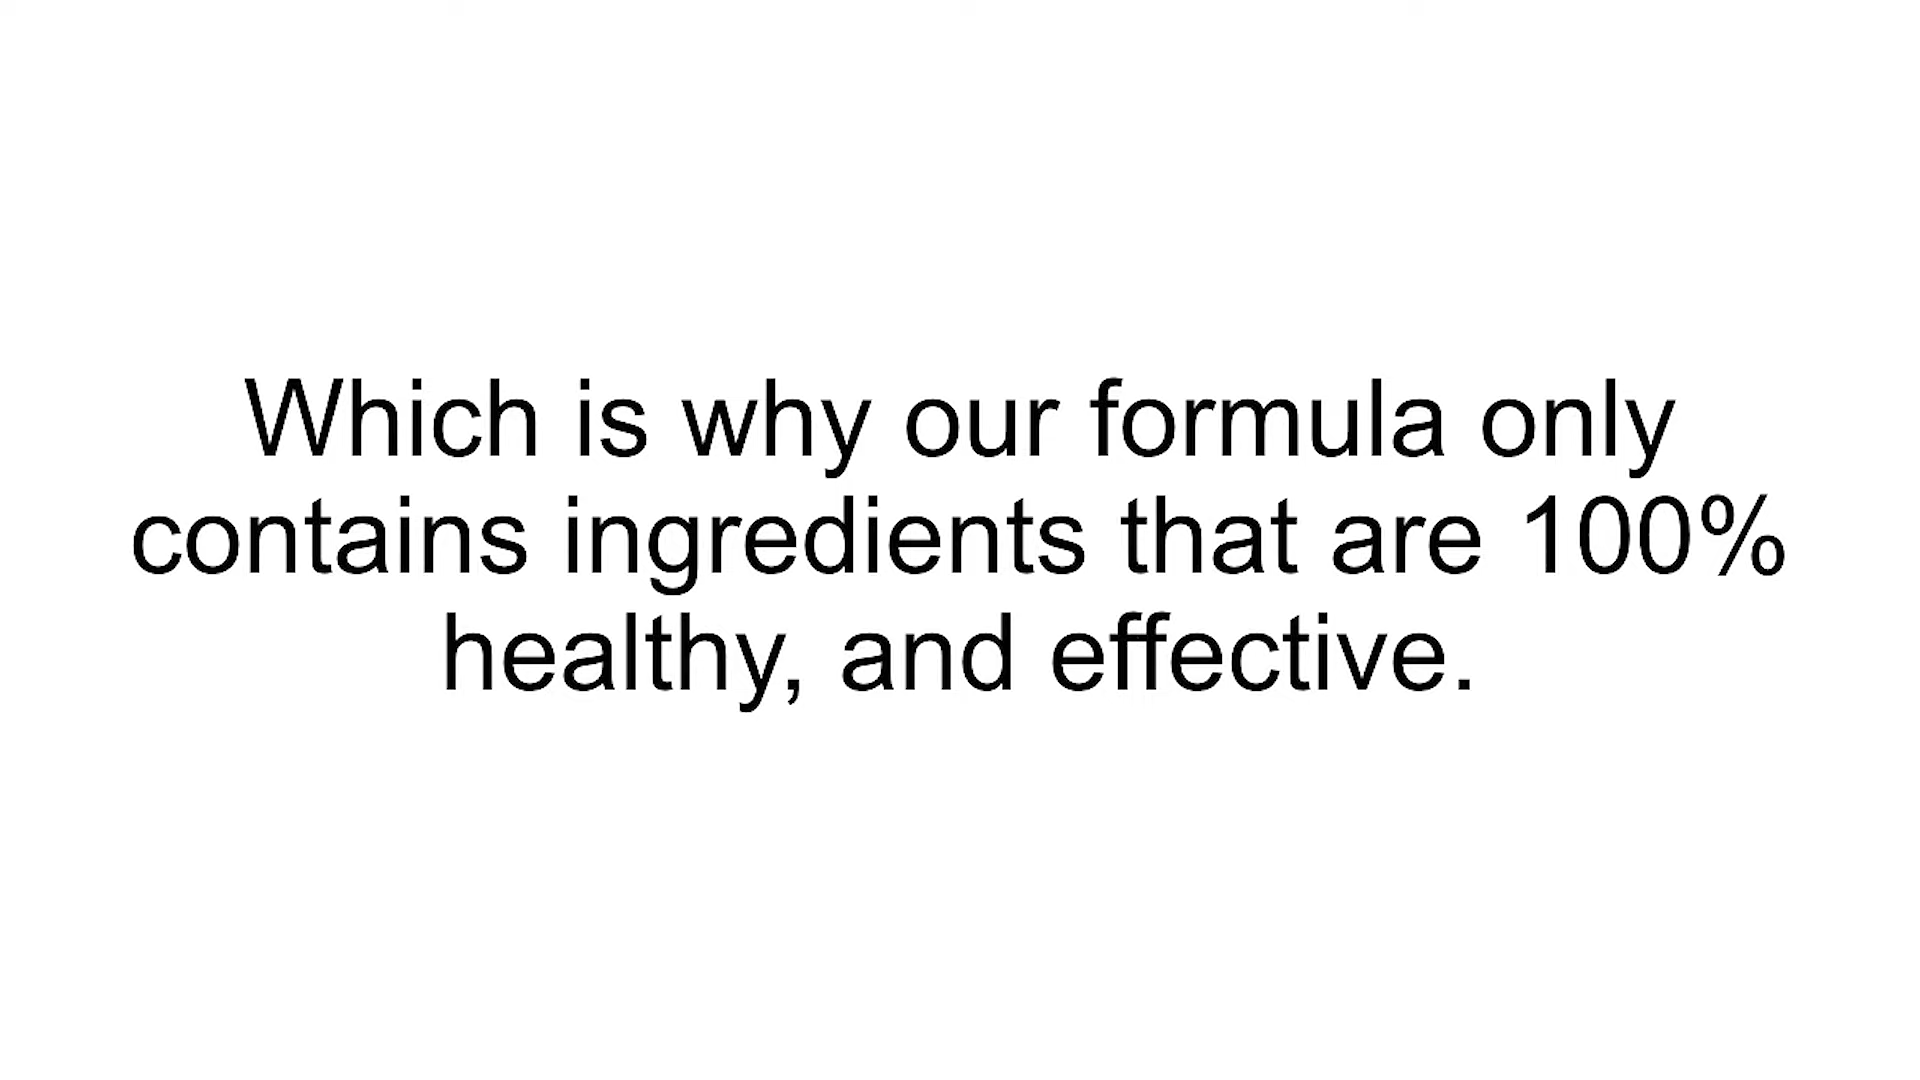 Which is why our formula only
contains ingredients that are 100%
healthy, and effective.